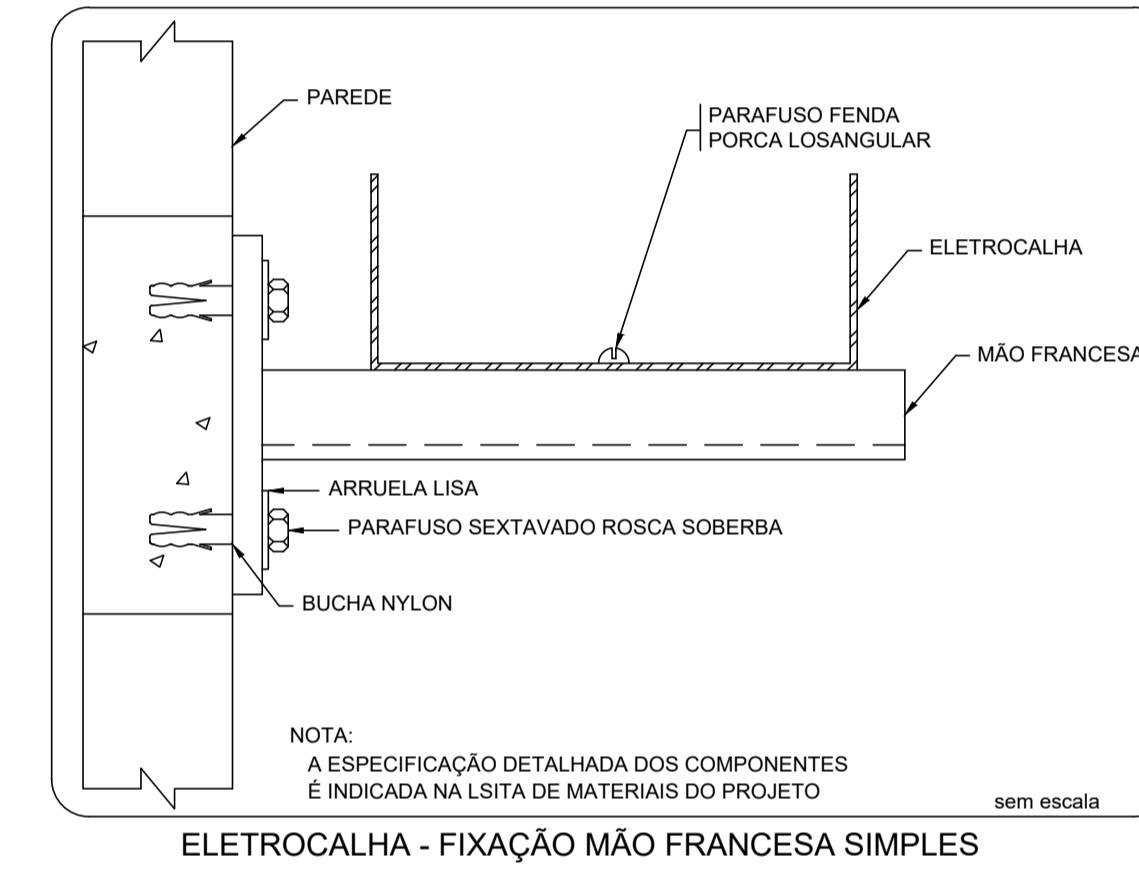 PAREDE
PARAFUSO FENDA
PORCA LOSANGULAR
ELETROCALHA
MÃO FRANCESA
ARRUELA LISA
PARAFUSO SEXTAVADO ROSCA SOBERBA
BUCHA NYLON
NOTA:
A ESPECIFICAÇÃO DETALHADA DOS COMPONENTES
É INDICADA NA LSITA DE MATERIAIS DO PROJETO
sem escala
ELETROCALHA - FIXAÇÃO MÃO FRANCESA SIMPLES